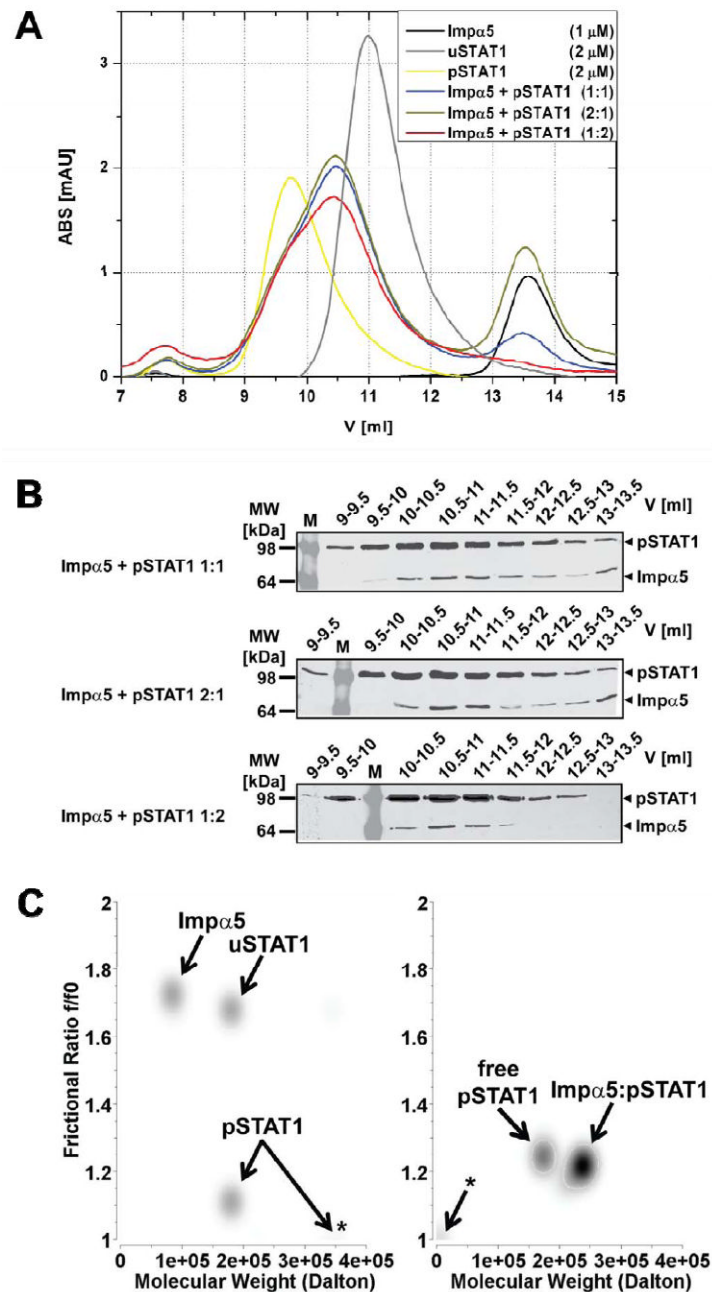 A
Impα5 (1 μM)
uSTAT1 (2 μM)
pSTAT1 (2 μM)
Impα5 + pSTAT1 (1:1)
Impα5 + pSTAT1 (2:1)
Impα5 + pSTAT1 (1:2)
ABS [mAU]
3
2
1
0
7 8 9 10 11 12 13 14 15
V [ml]
B
MW [kDa] M 9-9.5 9.5-10 10-10.5 10.5-11 11-11.5 11.5-12 12-12.5 12.5-13 13-13.5 V [ml]
98 pSTAT1
Impα5 + pSTAT1 1:1
64 Impα5
MW [kDa] 9-9.5 M 9.5-10 10-10.5 10.5-11 11-11.5 11.5-12 12-12.5 12.5-13 13-13.5 V [ml]
98 pSTAT1
Impα5 + pSTAT1 2:1
64 Impα5
MW [kDa] 9-9.5 9.5-10 M 10-10.5 10.5-11 11-11.5 11.5-12 12-12.5 12.5-13 13-13.5 V [ml]
98 pSTAT1
Impα5 + pSTAT1 1:2
64 Impα5
C
Frictional Ratio f/f0
2
1.8
1.6
1.4
1.2
1
Impα5
uSTAT1
pSTAT1
*
0 1e+05 2e+05 3e+05 4e+05
Molecular Weight (Dalton)
2
1.8
1.6
1.4
1.2
1
free pSTAT1
Impα5:pSTAT1
*
0 1e+05 2e+05 3e+05 4e+05
Molecular Weight (Dalton)